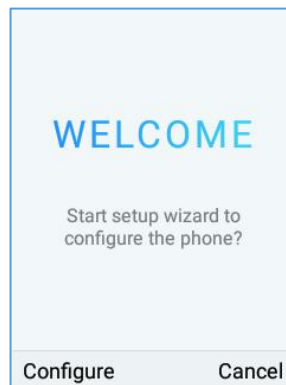 WELCOME
Start setup wizard to
configure the phone?
Configure Cancel